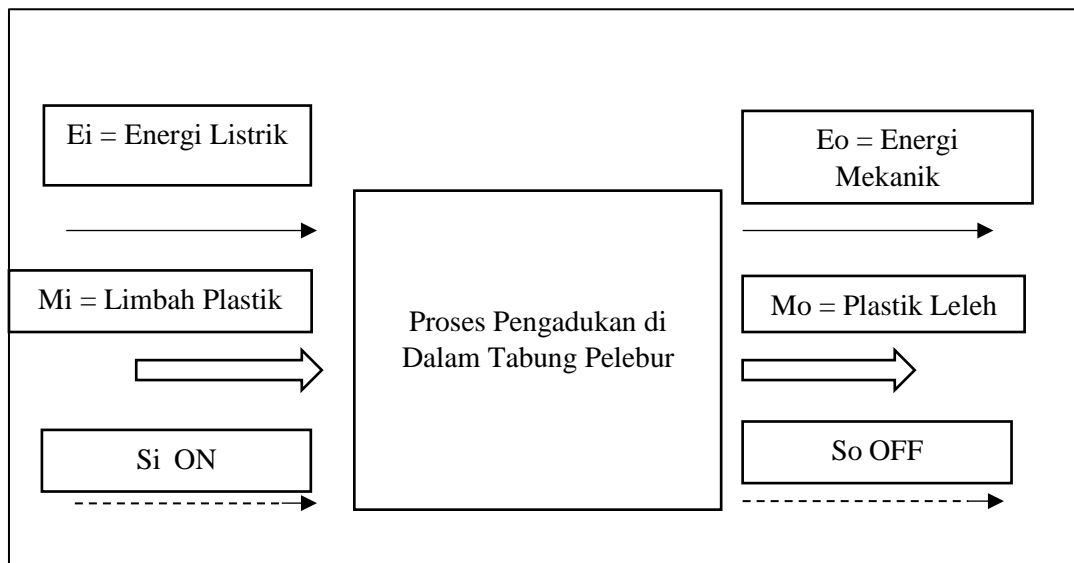 Ei = Energi Listrik
Mi = Limbah Plastik
Si ON
Proses Pengadukan di
Dalam Tabung Pelebur
Eo = Energi
Mekanik
Mo = Plastik Leleh
So OFF